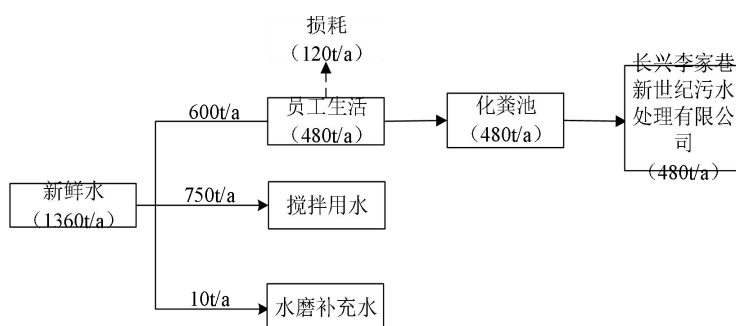 损耗
（120t/a）
600t/a
员工生活
（480t/a）
化粪池
（480t/a）
长兴李家巷
新世纪污水
处理有限公
司
（480t/a）
新鲜水
（1360t/a）
750t/a
搅拌用水
10t/a
水磨补充水